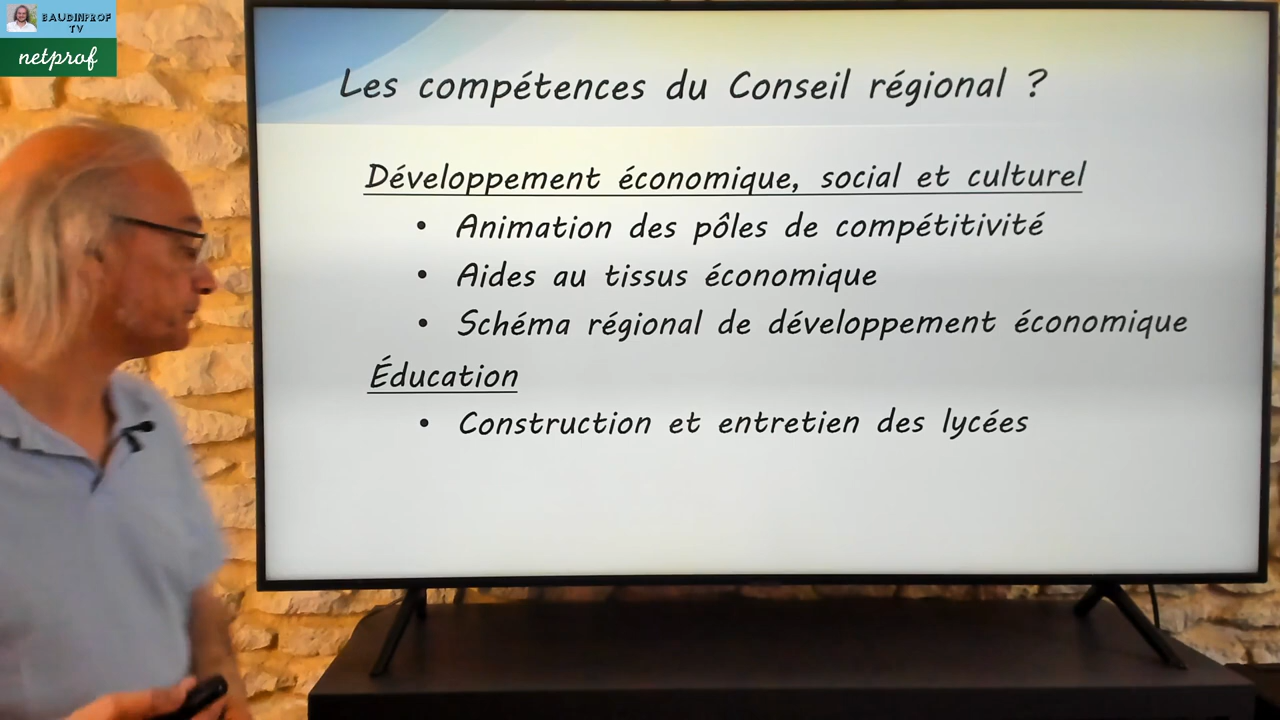 BAUDINPROF
TV
netprof
Les compétences du Conseil régional ?
Développement économique, social et culturel
• Animation des pôles de compétitivité
• Aides au tissus économique
• Schéma régional de développement économique
Éducation
• Construction et entretien des lycées